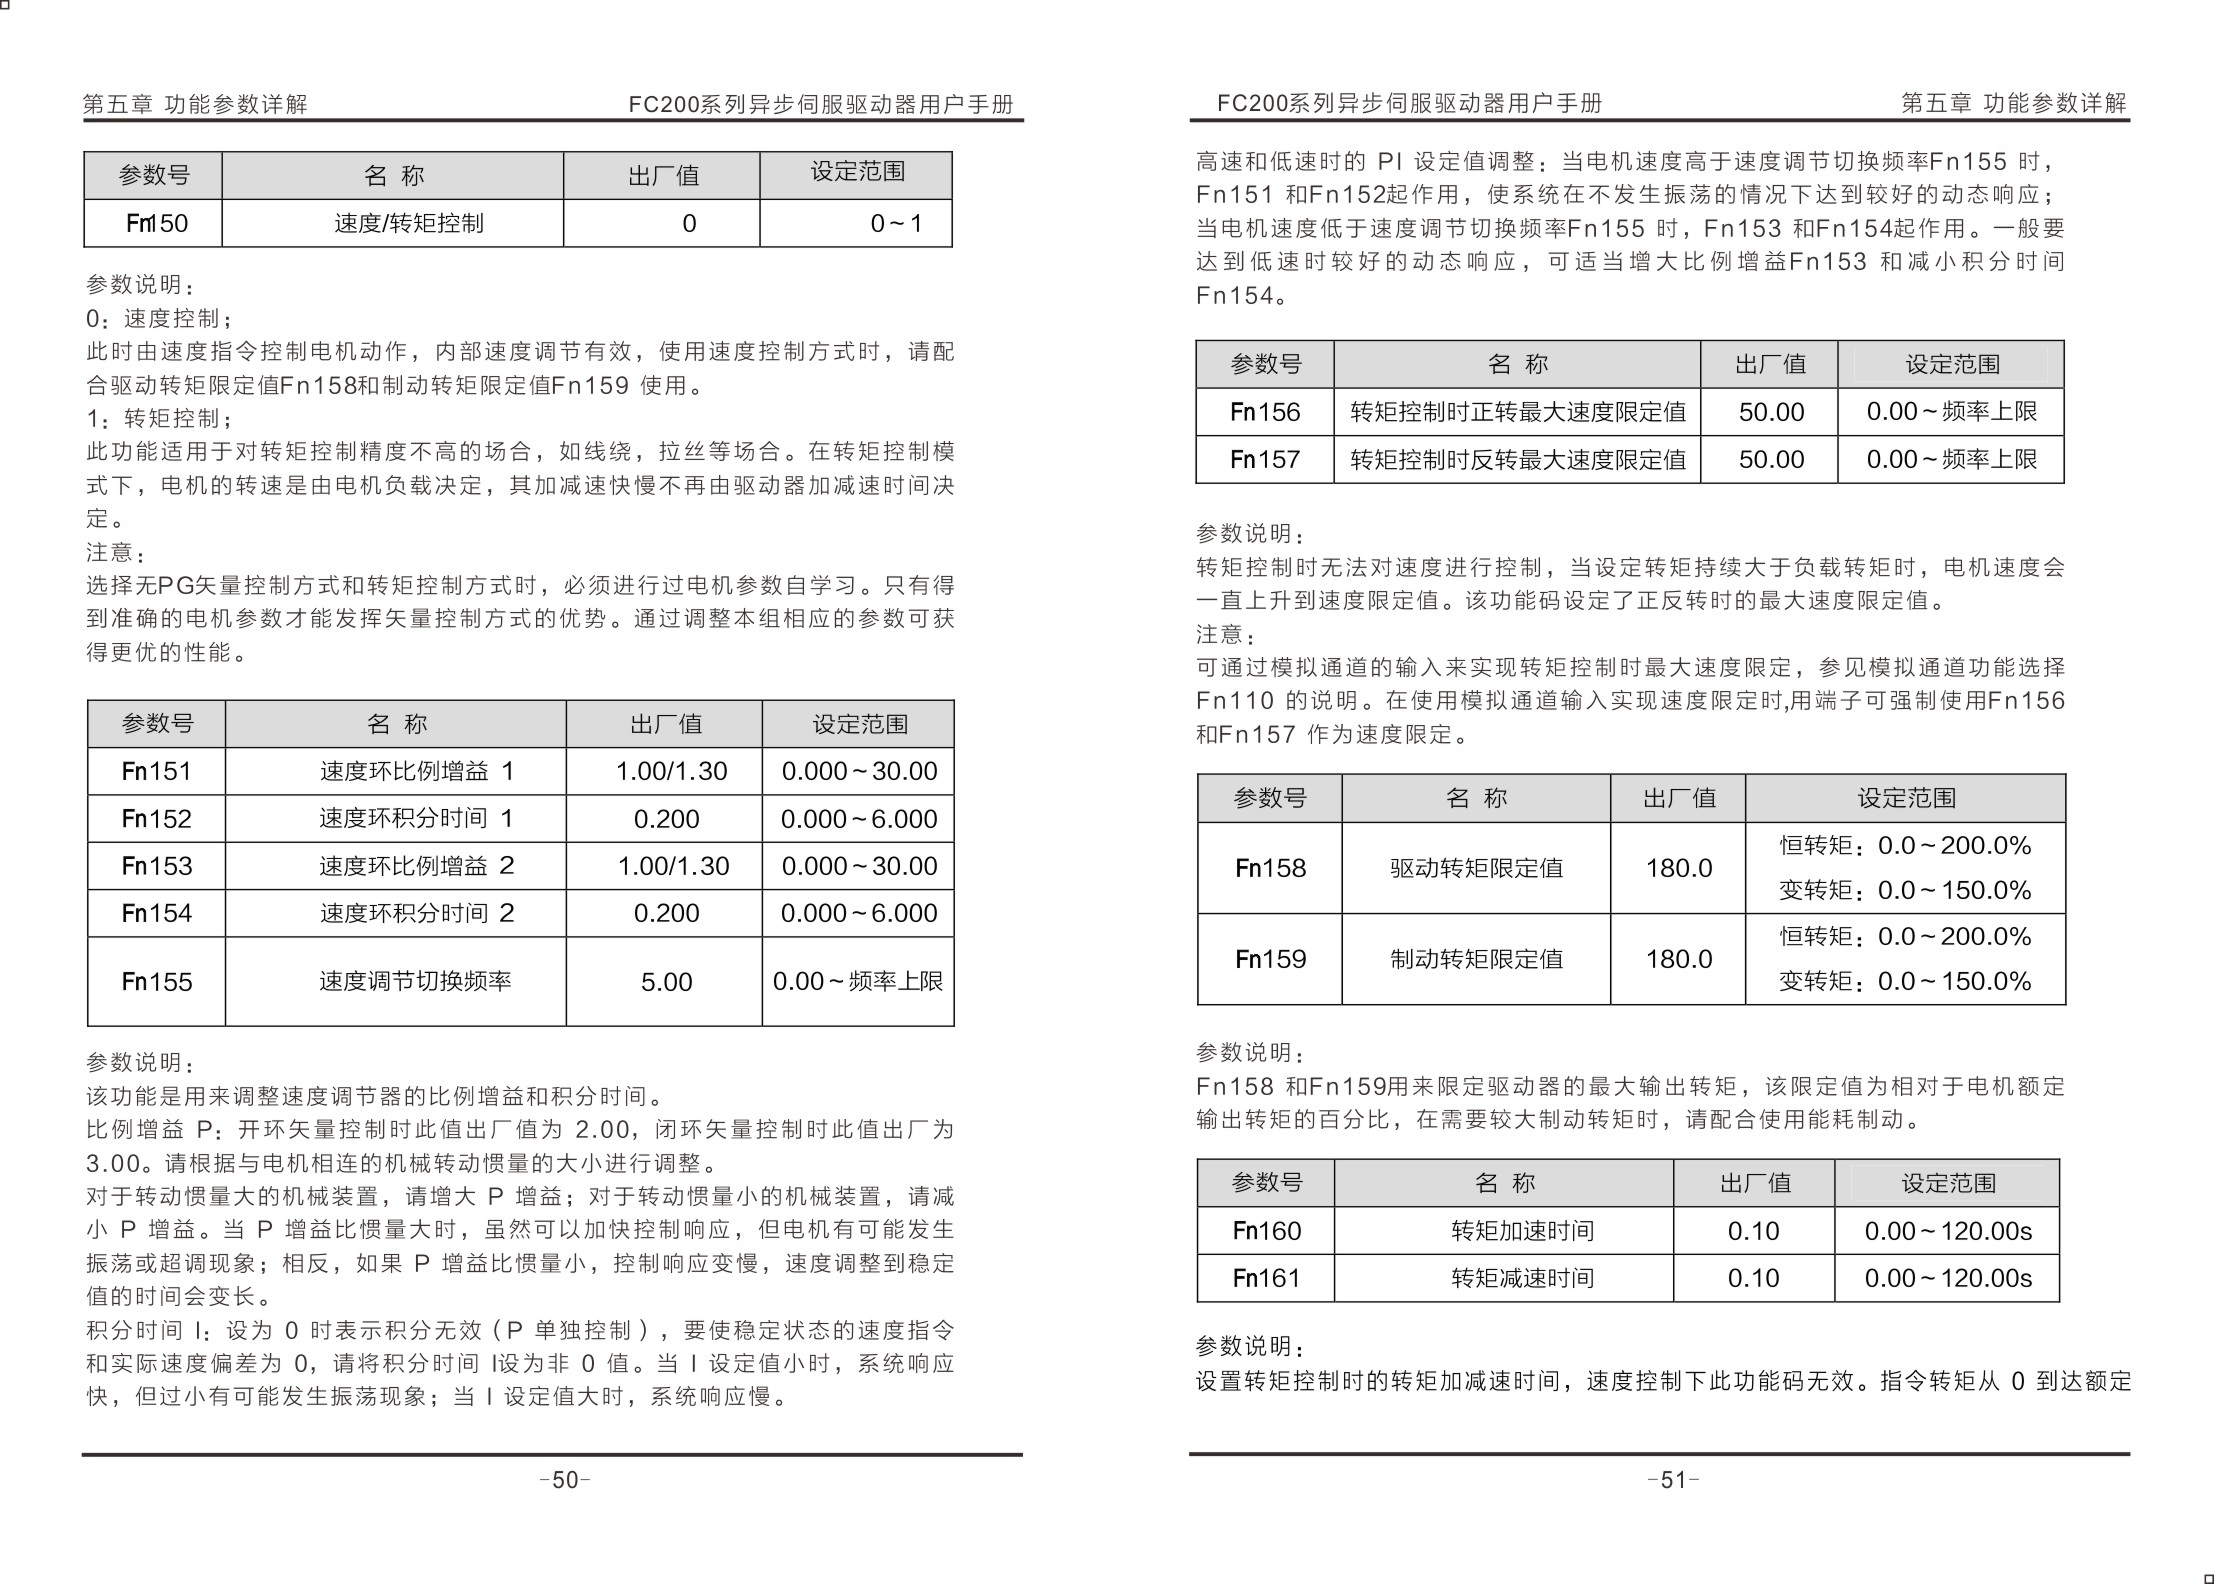 第五章 功能参数详解 FC200系列异步伺服驱动器用户手册
参数号 名 称 出厂值 设定范围
Fn150 速度/转矩控制 0 0~1
参数说明：
0：速度控制；
此时由速度指令控制电机动作，内部速度调节有效，使用速度控制方式时，请配
合驱动转矩限定值Fn158和制动转矩限定值Fn159 使用。
1：转矩控制；
此功能适用于对转矩控制精度不高的场合，如线绕，拉丝等场合。在转矩控制模
式下，电机的转速是由电机负载决定，其加减速快慢不再由驱动器加减速时间决
定。
注意：
选择无PG矢量控制方式和转矩控制方式时，必须进行过电机参数自学习。只有得
到准确的电机参数才能发挥矢量控制方式的优势。通过调整本组相应的参数可获
得更优的性能。
参数号 名 称 出厂值 设定范围
Fn151 速度环比例增益 1 1.00/1.30 0.000~30.00
Fn152 速度环积分时间 1 0.200 0.000~6.000
Fn153 速度环比例增益 2 1.00/1.30 0.000~30.00
Fn154 速度环积分时间 2 0.200 0.000~6.000
Fn155 速度调节切换频率 5.00 0.00~频率上限
参数说明：
该功能是用来调整速度调节器的比例增益和积分时间。
比例增益 P：开环矢量控制时此值出厂值为 2.00，闭环矢量控制时此值出厂为
3.00。请根据与电机相连的机械转动惯量的大小进行调整。
对于转动惯量大的机械装置，请增大 P 增益；对于转动惯量小的机械装置，请减
小 P 增益。当 P 增益比惯量大时，虽然可以加快控制响应，但电机有可能发生
振荡或超调现象；相反，如果 P 增益比惯量小，控制响应变慢，速度调整到稳定
值的时间会变长。
积分时间 I：设为 0 时表示积分无效（P 单独控制），要使稳定状态的速度指令
和实际速度偏差为 0，请将积分时间 I设为非 0 值。当 I 设定值小时，系统响应
快，但过小有可能发生振荡现象；当 I 设定值大时，系统响应慢。
-50-
FC200系列异步伺服驱动器用户手册 第五章 功能参数详解
高速和低速时的 PI 设定值调整：当电机速度高于速度调节切换频率Fn155 时，
Fn151 和Fn152起作用，使系统在不发生振荡的情况下达到较好的动态响应；
当电机速度低于速度调节切换频率Fn155 时，Fn153 和Fn154起作用。一般要
达到低速时较好的动态响应，可适当增大比例增益Fn153 和减小积分时间
Fn154。
参数号 名 称 出厂值 设定范围
Fn156 转矩控制时正转最大速度限定值 50.00 0.00~频率上限
Fn157 转矩控制时反转最大速度限定值 50.00 0.00~频率上限
参数说明：
转矩控制时无法对速度进行控制，当设定转矩持续大于负载转矩时，电机速度会
一直上升到速度限定值。该功能码设定了正反转时的最大速度限定值。
注意：
可通过模拟通道的输入来实现转矩控制时最大速度限定，参见模拟通道功能选择
Fn110 的说明。在使用模拟通道输入实现速度限定时,用端子可强制使用Fn156
和Fn157 作为速度限定。
参数号 名 称 出厂值 设定范围
Fn158 驱动转矩限定值 180.0 恒转矩：0.0~200.0%
变转矩：0.0~150.0%
Fn159 制动转矩限定值 180.0 恒转矩：0.0~200.0%
变转矩：0.0~150.0%
参数说明：
Fn158 和Fn159用来限定驱动器的最大输出转矩，该限定值为相对于电机额定
输出转矩的百分比，在需要较大制动转矩时，请配合使用能耗制动。
参数号 名 称 出厂值 设定范围
Fn160 转矩加速时间 0.10 0.00~120.00s
Fn161 转矩减速时间 0.10 0.00~120.00s
参数说明：
设置转矩控制时的转矩加减速时间，速度控制下此功能码无效。指令转矩从 0 到达额定
-51-